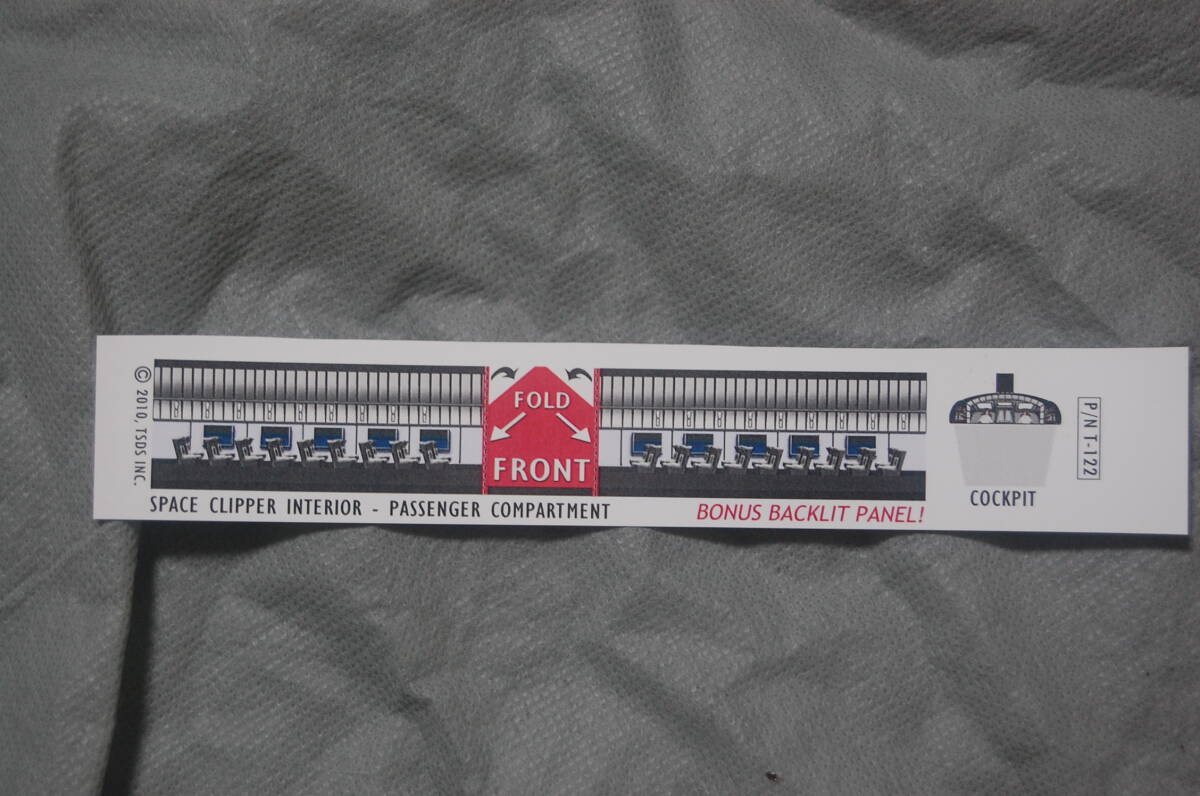 © 2010, TSDS INC.
FOLD
FRONT
SPACE CLIPPER INTERIOR - PASSENGER COMPARTMENT
BONUS BACKLIT PANEL!
COCKPIT
P/N T-122